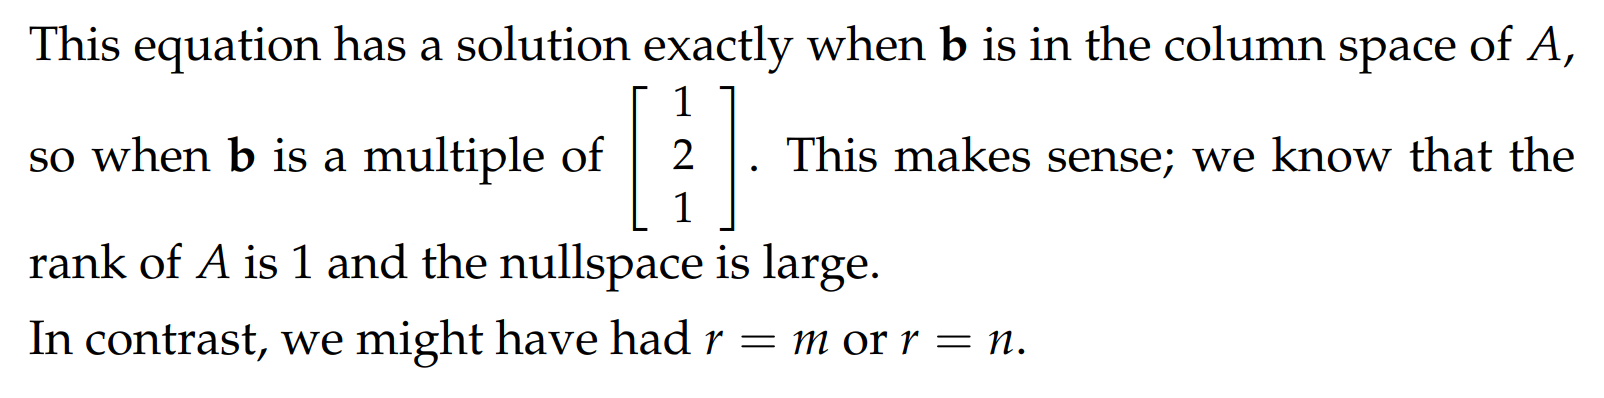 This equation has a solution exactly when b is in the column space of A,
so when b is a multiple of [ 1 2 1 ]. This makes sense; we know that the
rank of A is 1 and the nullspace is large.
In contrast, we might have had r = m or r = n.